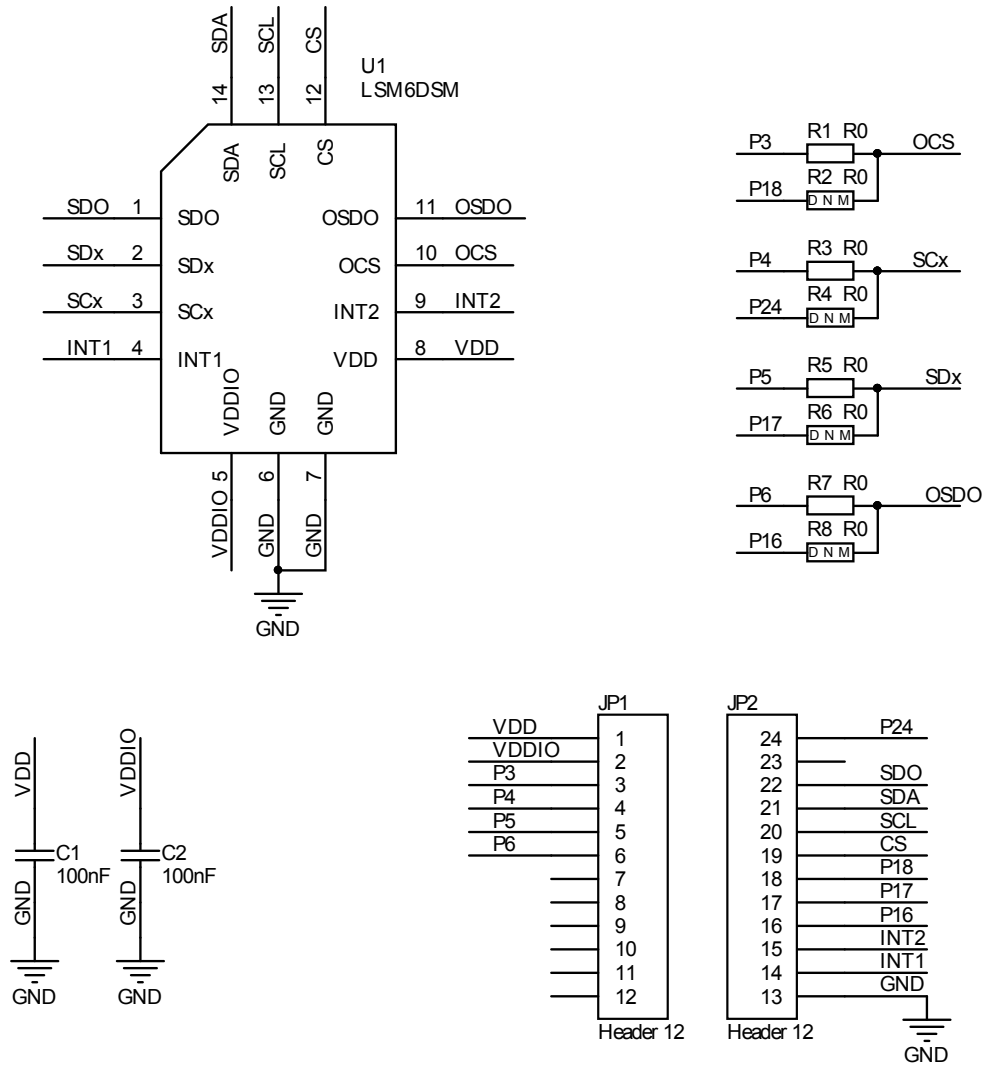 SDA
SCL
CS
14
13
12
U1
LSM6DSM
SDA
SCL
CS
SDO 1 SDO
SDx 2 SDx
SCx 3 SCx
INT1 4 INT1
OSDO 11 OSDO
OCS 10 OCS
INT2 9 INT2
VDD 8 VDD
VDDIO
GND
GND
5
6
7
VDDIO
GND
GND
GND
P3 R1 R0 OCS
P18 R2 R0
DNM
P4 R3 R0 SCx
P24 R4 R0
DNM
P5 R5 R0 SDx
P17 R6 R0
DNM
P6 R7 R0 OSDO
P16 R8 R0
DNM
VDD
C1
100nF
GND
GND
VDDIO
C2
100nF
GND
GND
JP1
VDD 1
VDDIO 2
P3 3
P4 4
P5 5
P6 6
7
8
9
10
11
12
Header 12
JP2
24 P24
23
22 SDO
21 SDA
20 SCL
19 CS
18 P18
17 P17
16 P16
15 INT2
14 INT1
13 GND
Header 12
GND